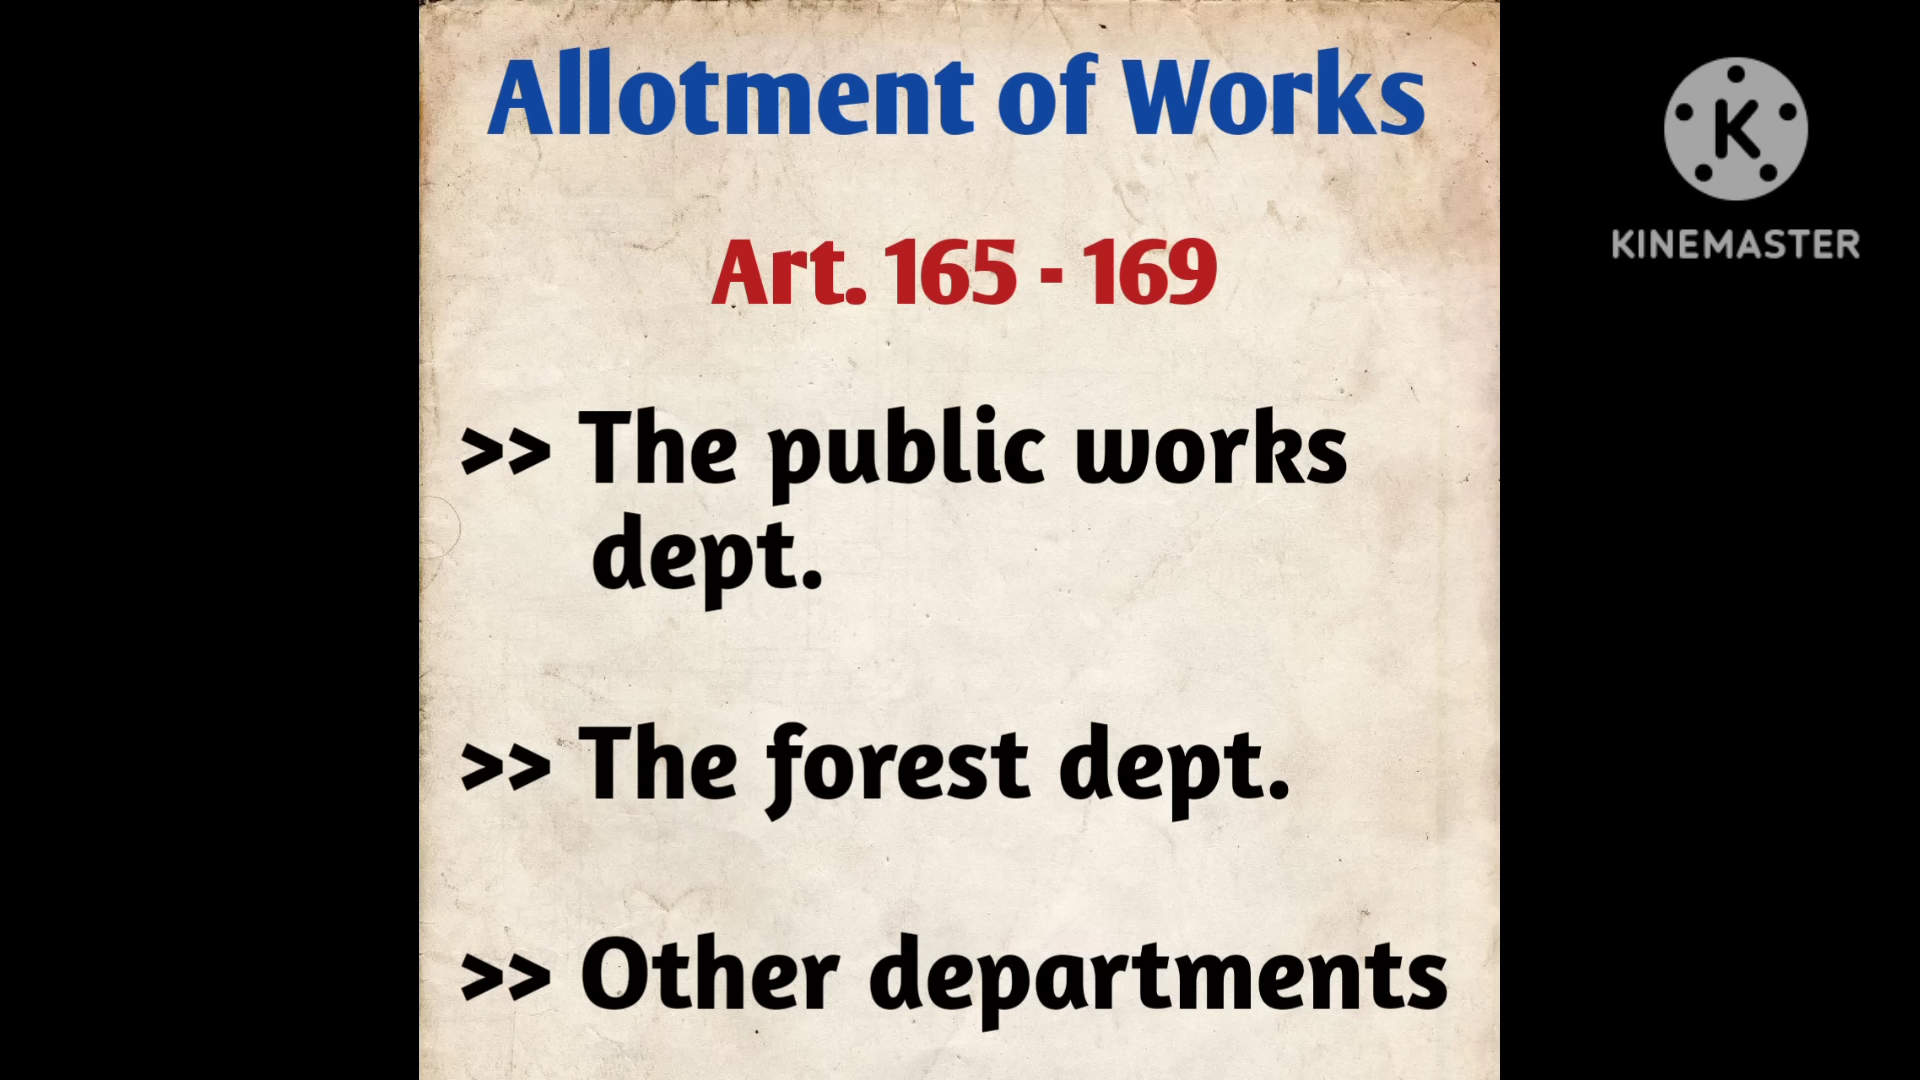 Allotment of Works
Art. 165 - 169
>> The public works
dept.
>> The forest dept.
>> Other departments
K
KINEMASTER